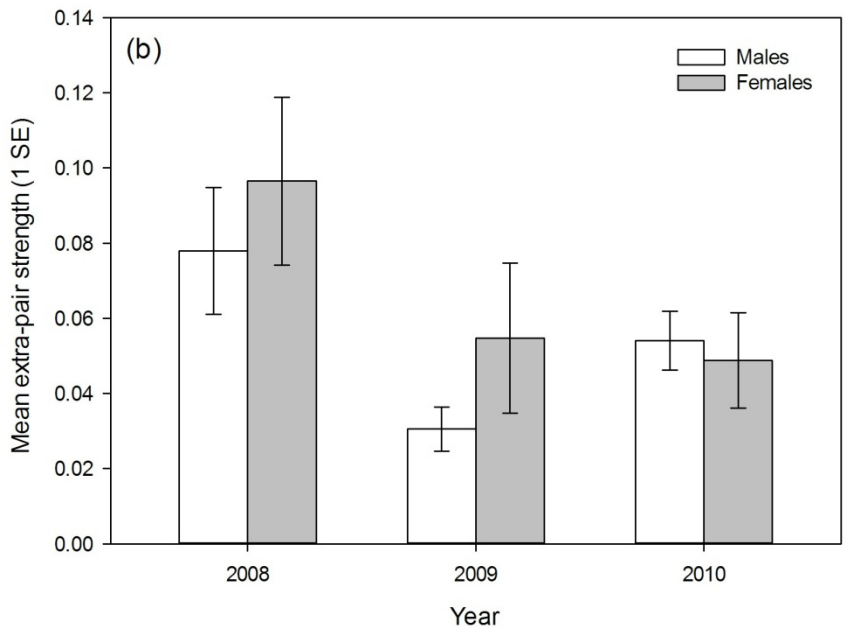 0.14
(b)
Males
Females
0.12
0.10
0.08
0.06
0.04
0.02
0.00
Mean extra-pair strength (1 SE)
2008
2009
2010
Year